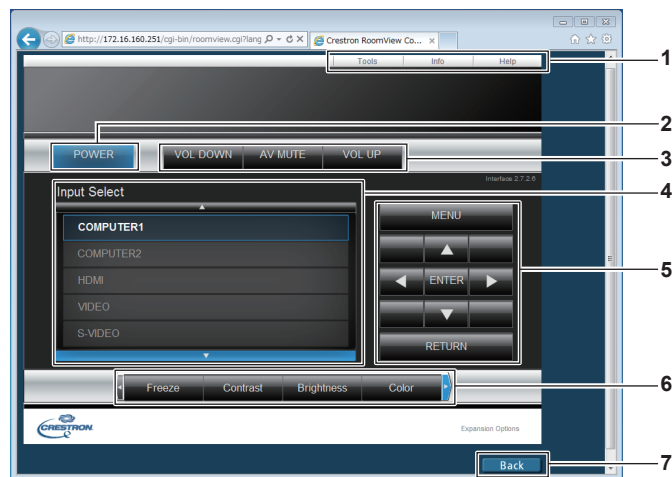 http://172.16.160.251/cgi-bin/roomview.cgi?lang
Crestron RoomView Co...
Tools Info Help
1
2
POWER VOL DOWN AV MUTE VOL UP
3
Interface 2.7.2.6
4
Input Select
COMPUTER1
COMPUTER2
HDMI
VIDEO
S-VIDEO
MENU
ENTER
RETURN
5
Freeze Contrast Brightness Color
6
CRESTRON
Expansion Options
Back
7